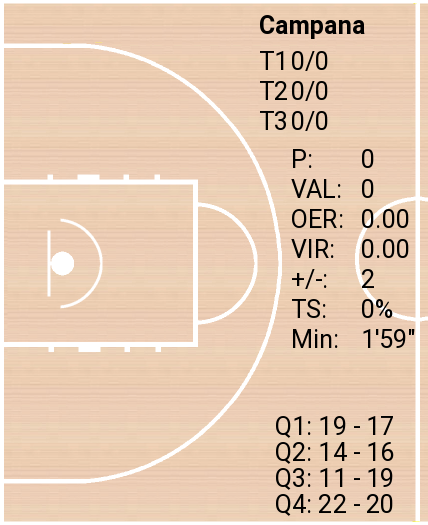 Campana
T1 0/0
T2 0/0
T3 0/0
P: 0
VAL: 0
OER: 0.00
VIR: 0.00
+/-: 2
TS: 0%
Min: 1'59"
Q1: 19 - 17
Q2: 14 - 16
Q3: 11 - 19
Q4: 22 - 20